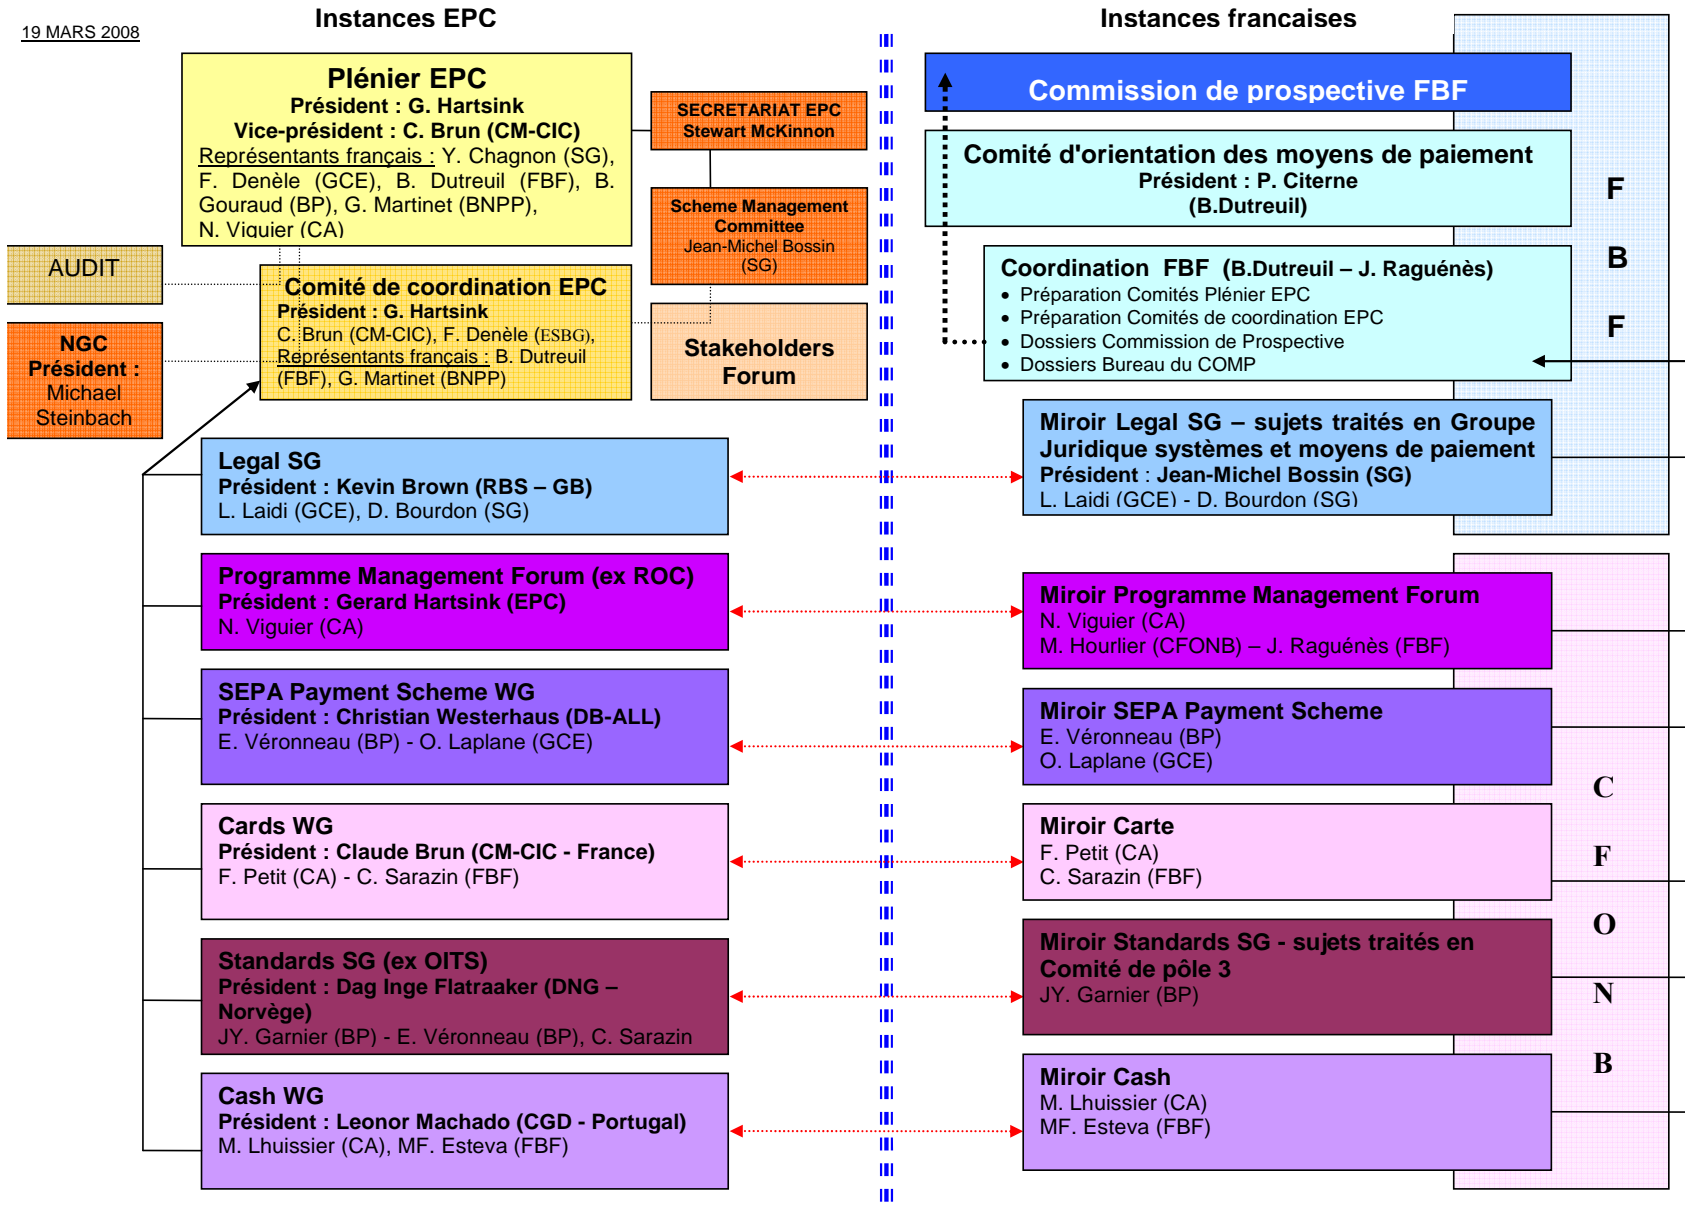 19 MARS 2008
Instances EPC
Plénier EPC
Président : G. Hartsink
Vice-président : C. Brun (CM-CIC)
Représentants français : Y. Chagnon (SG),
F. Denèle (GCE), B. Dutreuil (FBF), B.
Gouraud (BP), G. Martinet (BNPP),
N. Viguier (CA)
SECRETARIAT EPC
Stewart McKinnon
Scheme Management
Committee
Jean-Michel Bossin
(SG)
AUDIT
NGC
Président :
Michael
Steinbach
Comité de coordination EPC
Président : G. Hartsink
C. Brun (CM-CIC), F. Denèle (ESBG),
Représentants français : B. Dutreuil
(FBF), G. Martinet (BNPP)
Stakeholders
Forum
Legal SG
Président : Kevin Brown (RBS – GB)
L. Laidi (GCE), D. Bourdon (SG)
Programme Management Forum (ex ROC)
Président : Gerard Hartsink (EPC)
N. Viguier (CA)
SEPA Payment Scheme WG
Président : Christian Westerhaus (DB-ALL)
E. Véronneau (BP) - O. Laplane (GCE)
Cards WG
Président : Claude Brun (CM-CIC - France)
F. Petit (CA) - C. Sarazin (FBF)
Standards SG (ex OITS)
Président : Dag Inge Flatraaker (DNG –
Norvège)
JY. Garnier (BP) - E. Véronneau (BP), C. Sarazin
Cash WG
Président : Leonor Machado (CGD - Portugal)
M. Lhuissier (CA), MF. Esteva (FBF)
Instances francaises
Commission de prospective FBF
Comité d'orientation des moyens de paiement
Président : P. Citerne
(B.Dutreuil)
Coordination FBF (B.Dutreuil – J. Raguénès)
• Préparation Comités Plénier EPC
• Préparation Comités de coordination EPC
• Dossiers Commission de Prospective
• Dossiers Bureau du COMP
Miroir Legal SG – sujets traités en Groupe
Juridique systèmes et moyens de paiement
Président : Jean-Michel Bossin (SG)
L. Laidi (GCE) - D. Bourdon (SG)
Miroir Programme Management Forum
N. Viguier (CA)
M. Hourlier (CFONB) – J. Raguénès (FBF)
Miroir SEPA Payment Scheme
E. Véronneau (BP)
O. Laplane (GCE)
Miroir Carte
F. Petit (CA)
C. Sarazin (FBF)
Miroir Standards SG - sujets traités en
Comité de pôle 3
JY. Garnier (BP)
Miroir Cash
M. Lhuissier (CA)
MF. Esteva (FBF)
F
B
F
C
F
O
N
B